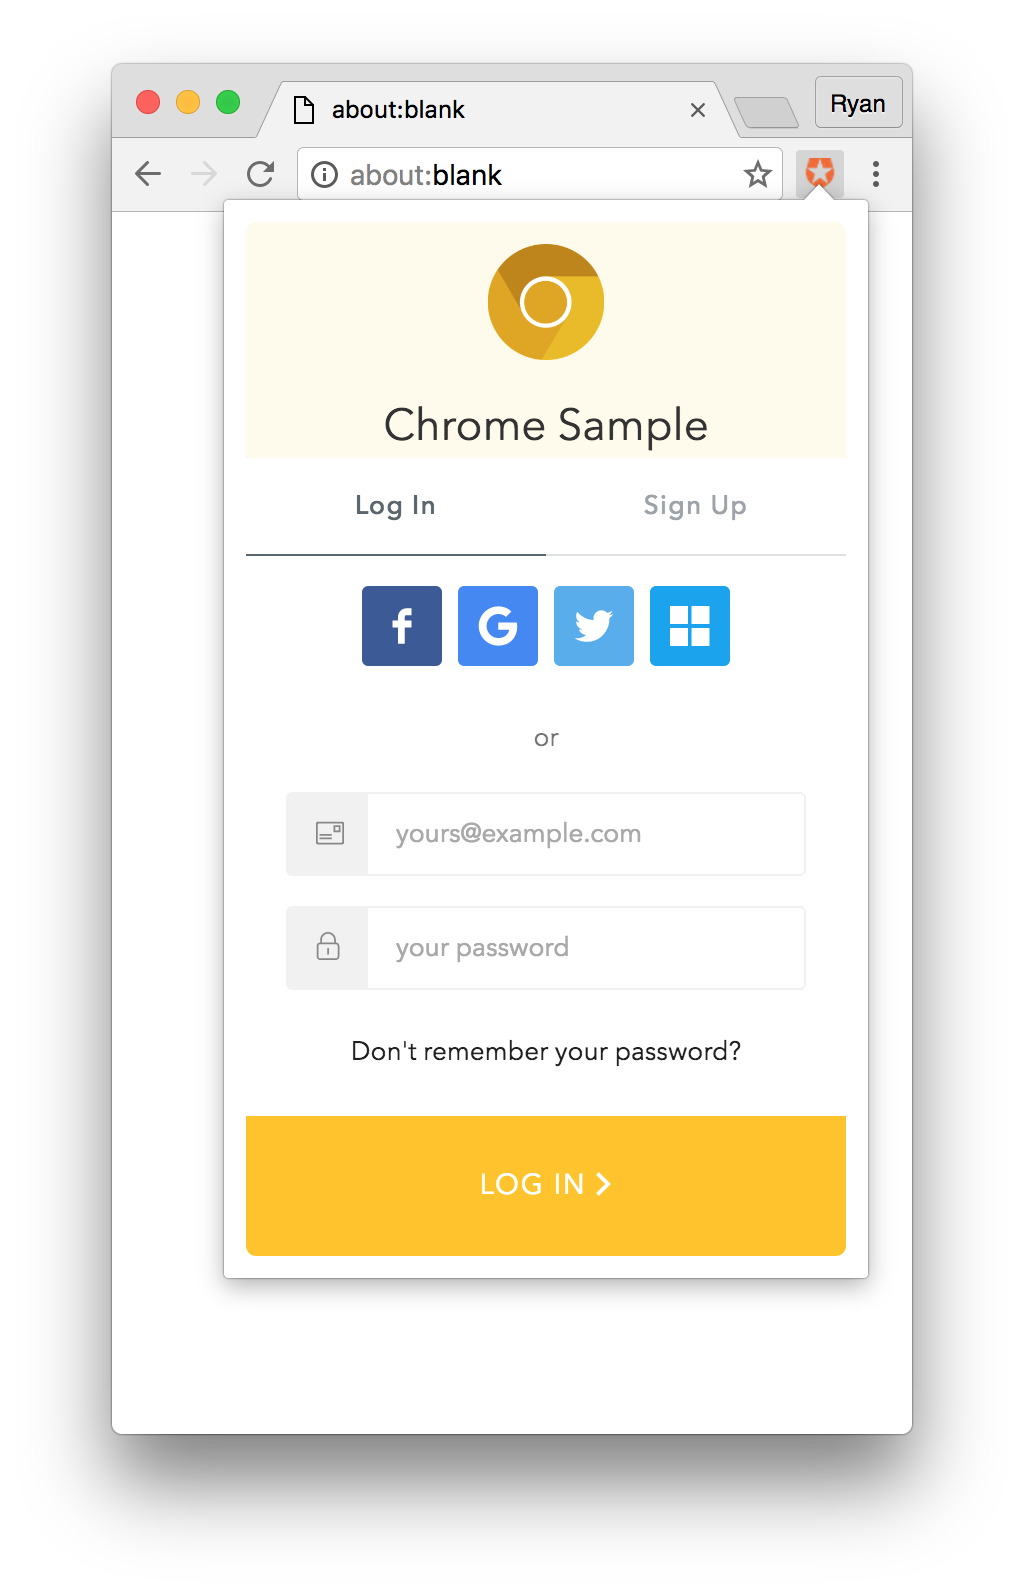 about:blank
Ryan
about:blank
Chrome Sample
Log In
Sign Up
or
yours@example.com
your password
Don't remember your password?
LOG IN